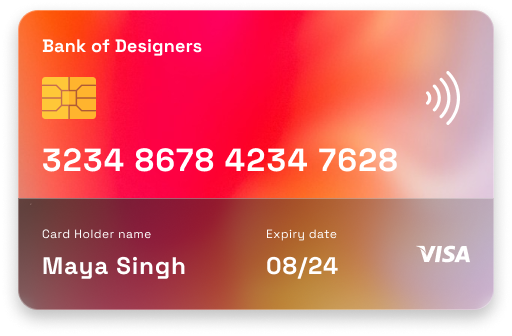 Bank of Designers
3234 8678 4234 7628
Card Holder name
Expiry date
Maya Singh
08/24
VISA